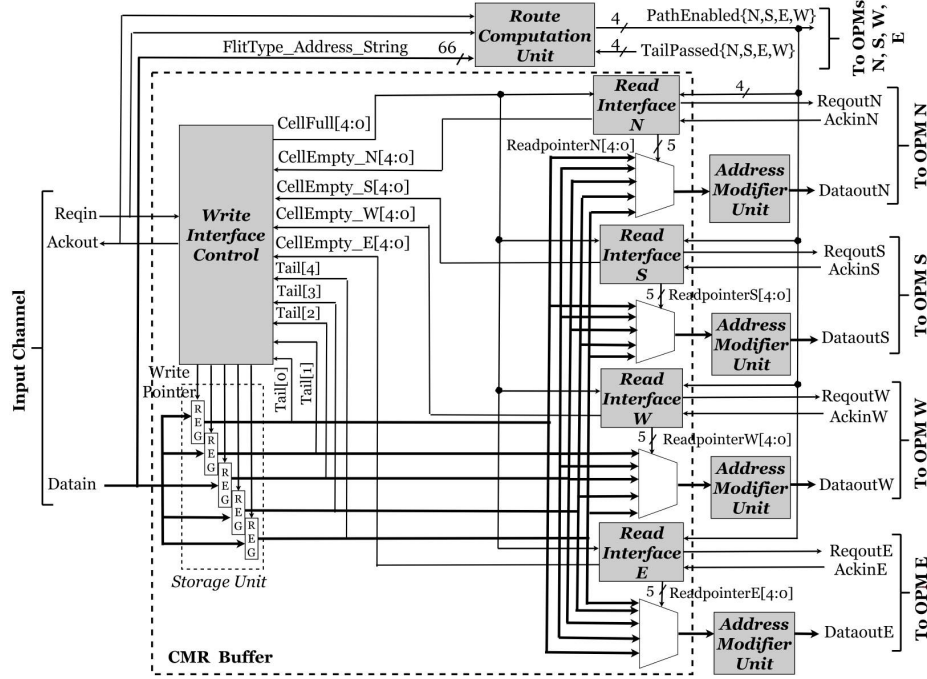 Route
Computation
Unit
4
PathEnabled{N,S,E,W}
4
TailPassed{N,S,E,W}
To OPMs
N, S, W,
E
FlitType_Address_String
66
CellFull[4:0]
Read
Interface
N
4
ReqoutN
AckinN
To OPM N
CellEmpty_N[4:0]
ReadpointerN[4:0]
5
Address
Modifier
Unit
DataoutN
CellEmpty_S[4:0]
CellEmpty_W[4:0]
CellEmpty_E[4:0]
Write
Interface
Control
Reqin
Ackout
Input Channel
Tail[4]
Tail[3]
Tail[2]
Tail[0]
Tail[1]
Read
Interface
S
ReqoutS
AckinS
To OPM S
5
ReadpointerS[4:0]
Address
Modifier
Unit
DataoutS
Write
Pointer
REG
REG
REG
REG
REG
Storage Unit
Datain
Read
Interface
W
ReqoutW
AckinW
To OPM W
5
ReadpointerW[4:0]
Address
Modifier
Unit
DataoutW
Read
Interface
E
ReqoutE
AckinE
To OPM E
5
ReadpointerE[4:0]
Address
Modifier
Unit
DataoutE
CMR Buffer